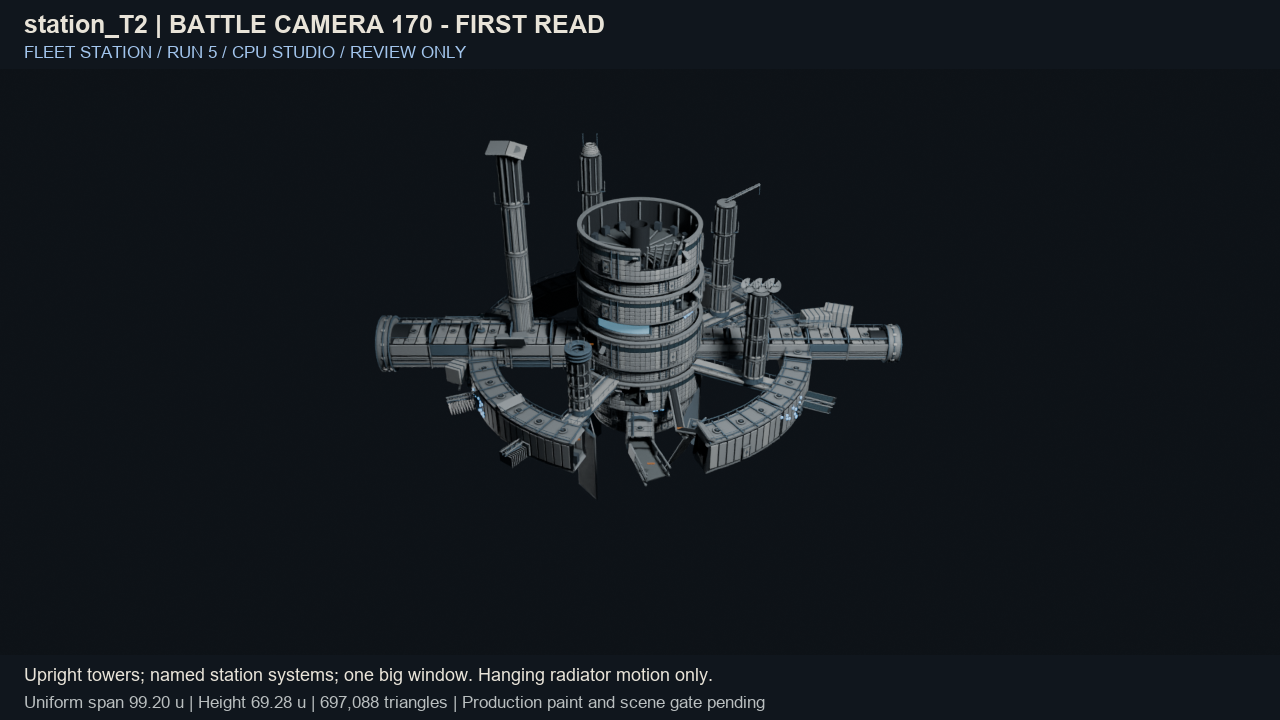 station_T2 | BATTLE CAMERA 170 - FIRST READ
FLEET STATION / RUN 5 / CPU STUDIO / REVIEW ONLY
Upright towers; named station systems; one big window. Hanging radiator motion only.
Uniform span 99.20 u | Height 69.28 u | 697,088 triangles | Production paint and scene gate pending